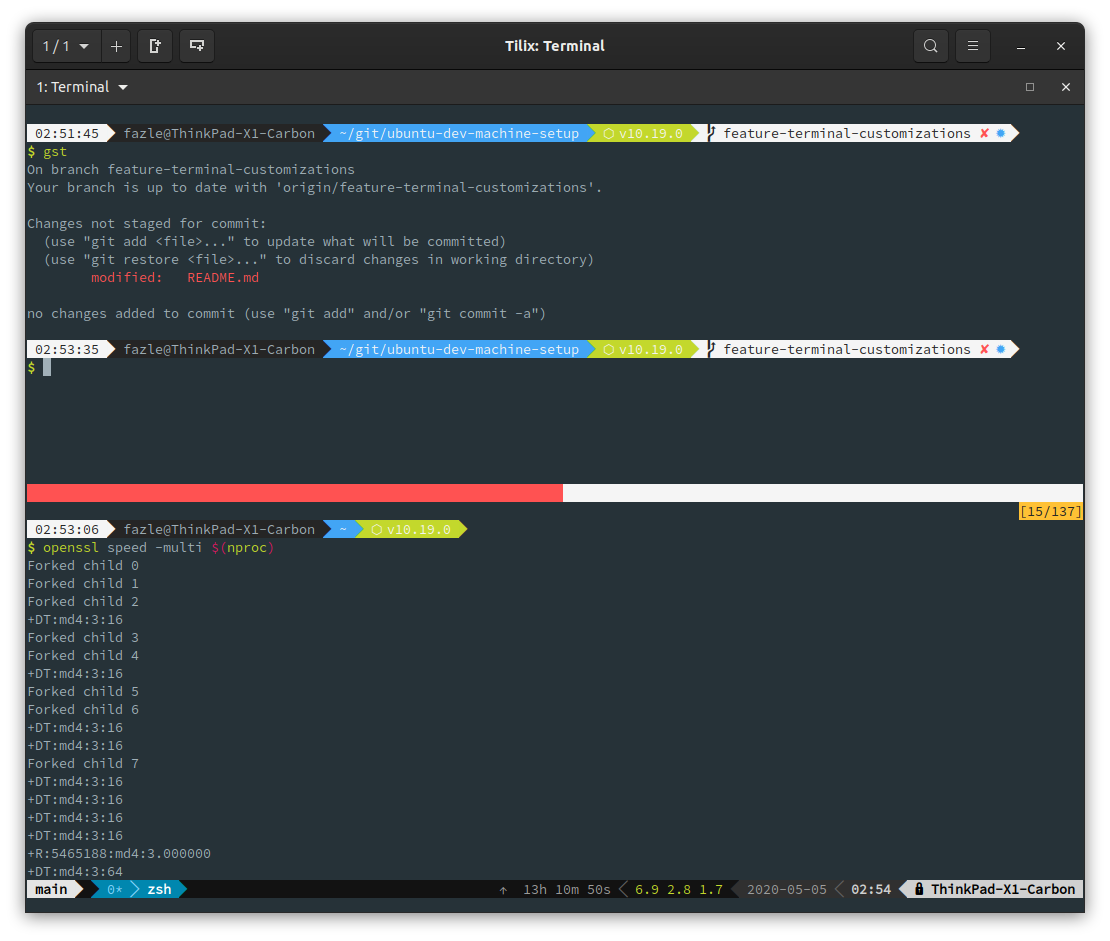 1 / 1
Tilix: Terminal
1: Terminal
02:51:45 fazle@ThinkPad-X1-Carbon ~/git/ubuntu-dev-machine-setup ⬡ v10.19.0 feature-terminal-customizations ✘
$ gst
On branch feature-terminal-customizations
Your branch is up to date with 'origin/feature-terminal-customizations'.
Changes not staged for commit:
(use "git add <file>..." to update what will be committed)
(use "git restore <file>..." to discard changes in working directory)
modified: README.md
no changes added to commit (use "git add" and/or "git commit -a")
02:53:35 fazle@ThinkPad-X1-Carbon ~/git/ubuntu-dev-machine-setup ⬡ v10.19.0 feature-terminal-customizations ✘
$
[15/137]
02:53:06 fazle@ThinkPad-X1-Carbon ~ ⬡ v10.19.0
$ openssl speed -multi $(nproc)
Forked child 0
Forked child 1
Forked child 2
+DT:md4:3:16
Forked child 3
Forked child 4
+DT:md4:3:16
Forked child 5
Forked child 6
+DT:md4:3:16
+DT:md4:3:16
Forked child 7
+DT:md4:3:16
+DT:md4:3:16
+DT:md4:3:16
+DT:md4:3:16
+R:5465188:md4:3.000000
+DT:md4:3:64
main 0* zsh ↑ 13h 10m 50s 6.9 2.8 1.7 2020-05-05 02:54 ThinkPad-X1-Carbon